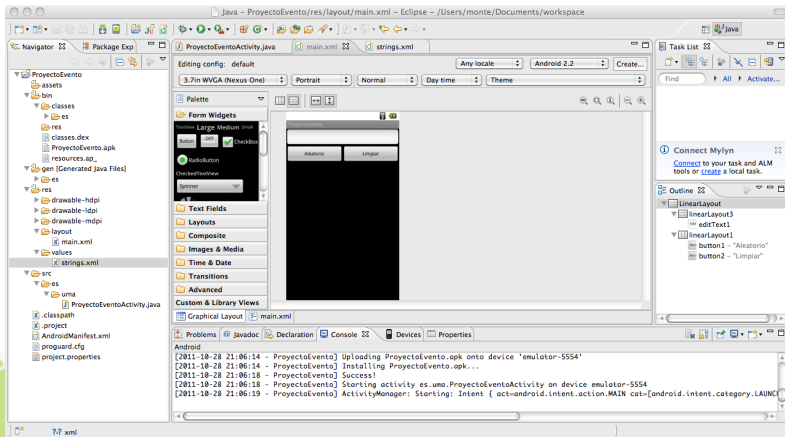 Java – ProyectoEvento/res/layout/main.xml – Eclipse – /Users/monte/Documents/workspace
Java
Navigator
Package Exp
ProyectoEvento
assets
bin
classes
es
res
classes.dex
ProyectoEvento.apk
resources.ap_
gen [Generated Java Files]
es
res
drawable-hdpi
drawable-ldpi
drawable-mdpi
layout
main.xml
values
strings.xml
src
es
uma
ProyectoEventoActivity.java
.classpath
.project
AndroidManifest.xml
proguard.cfg
project.properties
ProyectoEventoActivity.java
main.xml
strings.xml
Editing config: default
Any locale
Android 2.2
Create...
3.7in WVGA (Nexus One)
Portrait
Normal
Day time
Theme
Palette
Form Widgets
TextView Large Medium Small
Button
OFF
CheckBox
RadioButton
CheckedTextView
Spinner
Text Fields
Layouts
Composite
Images & Media
Time & Date
Transitions
Advanced
Custom & Library Views
ProyectoEvento
Aleatorio
Limpiar
Graphical Layout
main.xml
Task List
Find
All
Activate...
Connect Mylyn
Connect to your task and ALM
tools or create a local task.
Outline
LinearLayout
linearLayout3
editText1
linearLayout1
button1 – "Aleatorio"
button2 – "Limpiar"
Problems
Javadoc
Declaration
Console
Devices
Properties
Android
[2011-10-28 21:06:14 - ProyectoEvento] Uploading ProyectoEvento.apk onto device 'emulator-5554'
[2011-10-28 21:06:14 - ProyectoEvento] Installing ProyectoEvento.apk...
[2011-10-28 21:06:18 - ProyectoEvento] Success!
[2011-10-28 21:06:18 - ProyectoEvento] Starting activity es.uma.ProyectoEventoActivity on device emulator-5554
[2011-10-28 21:06:19 - ProyectoEvento] ActivityManager: Starting: Intent { act=android.intent.action.MAIN cat=[android.intent.category.LAUNC
?-? xml